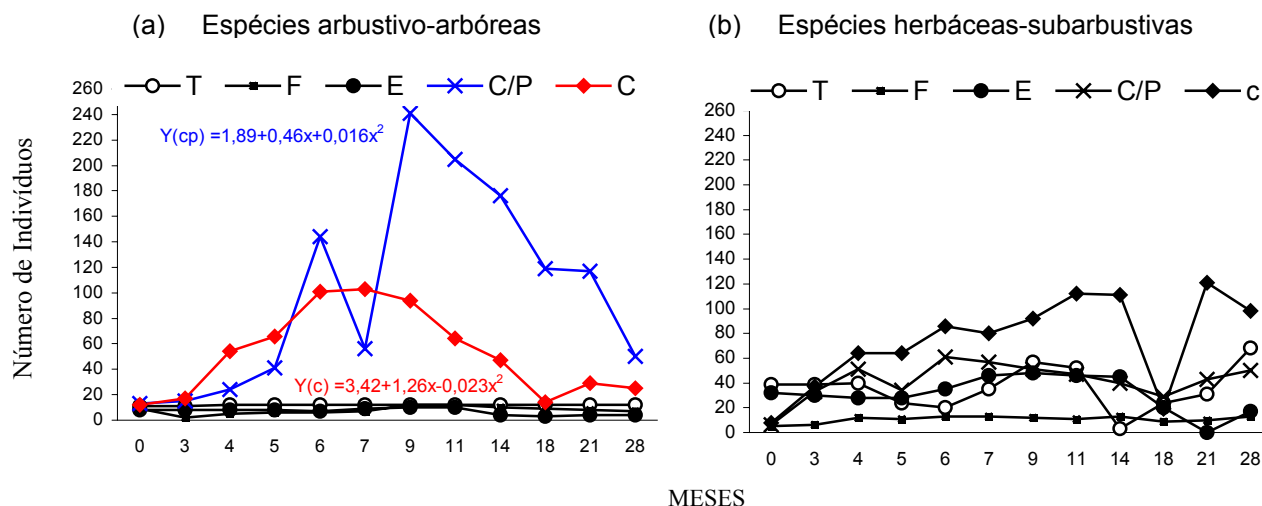 (a) Espécies arbustivo-arbóreas
(b) Espécies herbáceas-subarbustivas
Número de Indivíduos
T F E C/P C
260
240
220
200
180
160
140
120
100
80
60
40
20
0
Y(cp) =1,89+0,46x+0,016x²
Y(c) =3,42+1,26x-0,023x²
0 3 4 5 6 7 9 11 14 18 21 28
T F E C/P c
260
240
220
200
180
160
140
120
100
80
60
40
20
0
0 3 4 5 6 7 9 11 14 18 21 28
MESES